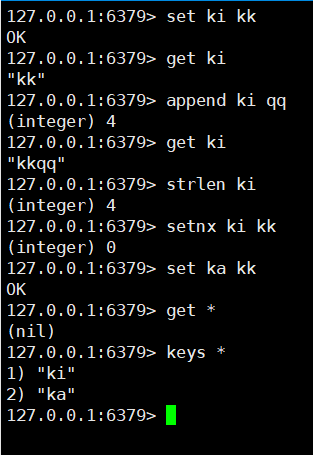 127.0.0.1:6379> set ki kk
OK
127.0.0.1:6379> get ki
"kk"
127.0.0.1:6379> append ki qq
(integer) 4
127.0.0.1:6379> get ki
"kkqq"
127.0.0.1:6379> strlen ki
(integer) 4
127.0.0.1:6379> setnx ki kk
(integer) 0
127.0.0.1:6379> set ka kk
OK
127.0.0.1:6379> get *
(nil)
127.0.0.1:6379> keys *
1) "ki"
2) "ka"
127.0.0.1:6379>